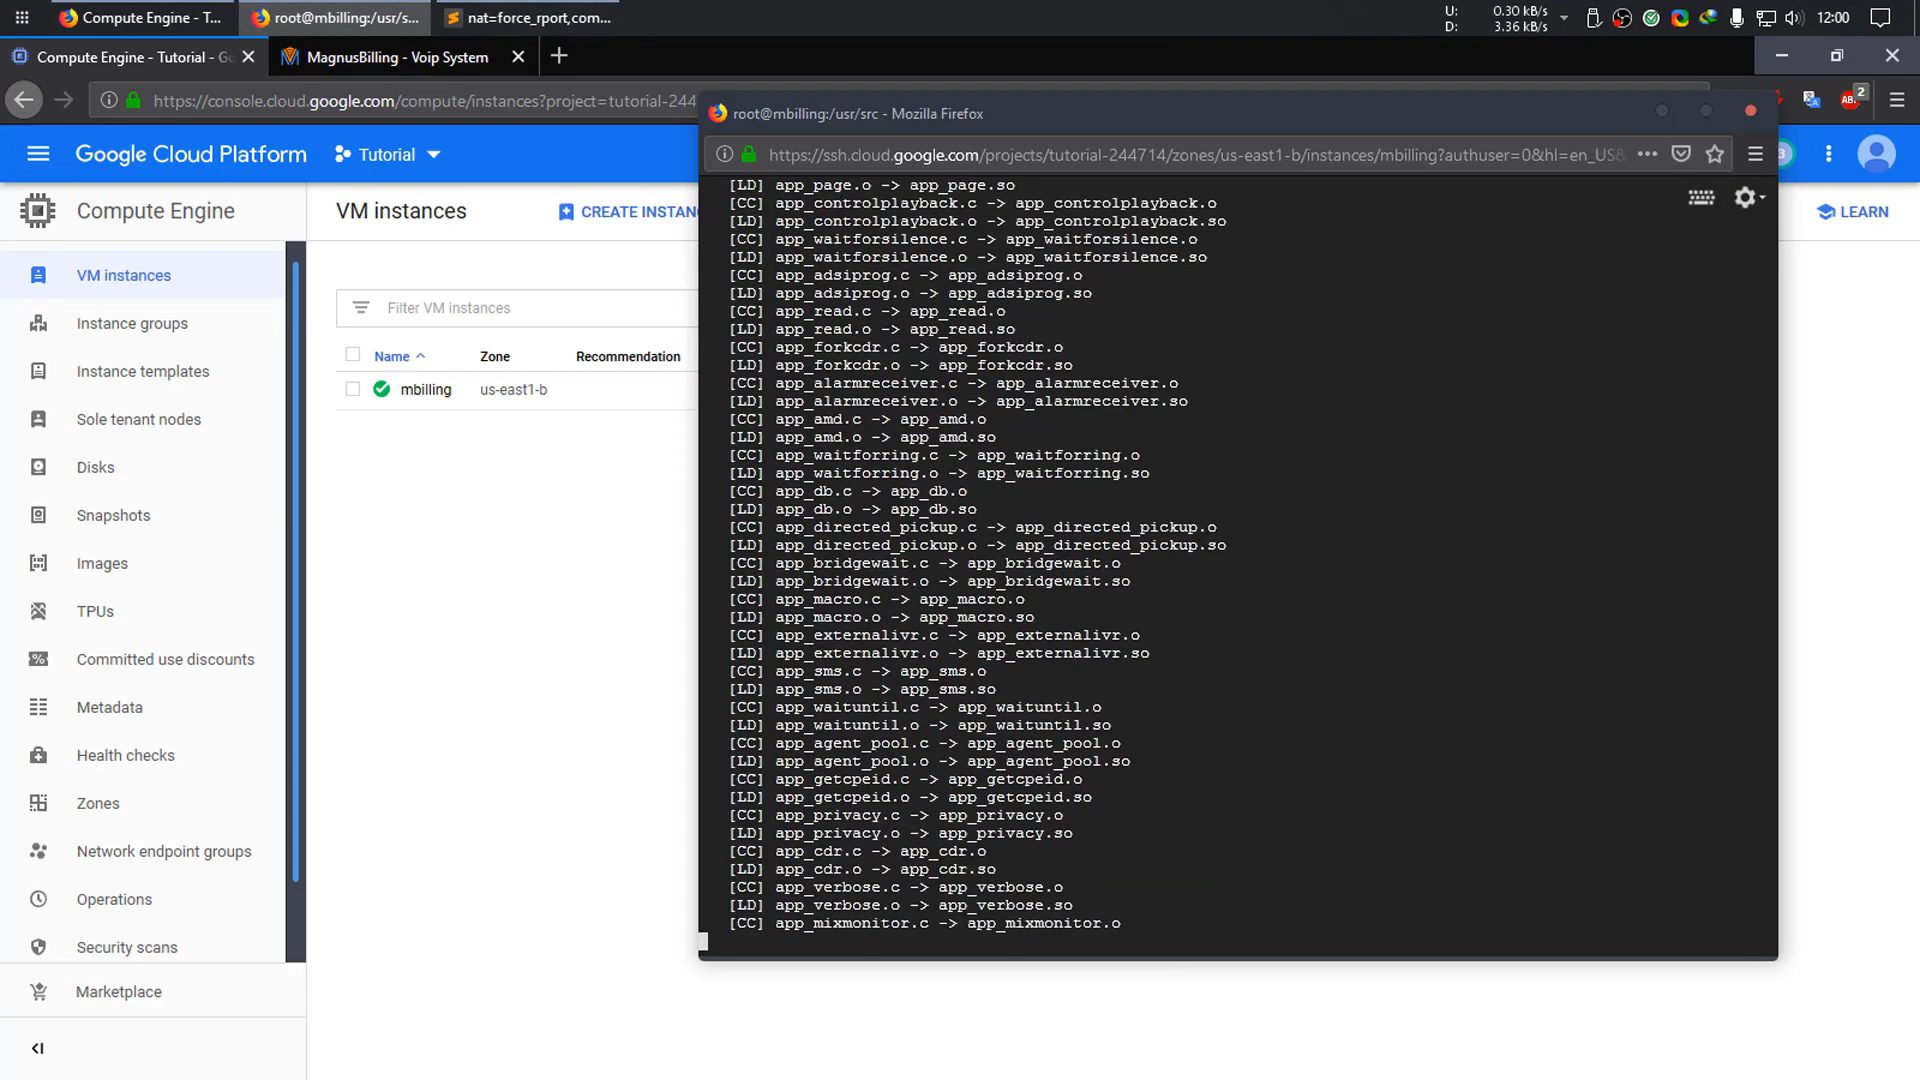 Compute Engine - T...
root@mbilling:/usr/s...
nat=force_rport,com...
U: 0.30 kB/s
D: 3.36 kB/s
12:00
Compute Engine - Tutorial - Go
MagnusBilling - Voip System
https://console.cloud.google.com/compute/instances?project=tutorial-244
2
root@mbilling:/usr/src - Mozilla Firefox
https://ssh.cloud.google.com/projects/tutorial-244714/zones/us-east1-b/instances/mbilling?authuser=0&hl=en_US&
Google Cloud Platform
Tutorial
3
Compute Engine
VM instances
CREATE INSTAN
LEARN
VM instances
Instance groups
Instance templates
Sole tenant nodes
Disks
Snapshots
Images
TPUs
Committed use discounts
Metadata
Health checks
Zones
Network endpoint groups
Operations
Security scans
Marketplace
Filter VM instances
Name Zone Recommendation
mbilling us-east1-b
[LD] app_page.o -> app_page.so
[CC] app_controlplayback.c -> app_controlplayback.o
[LD] app_controlplayback.o -> app_controlplayback.so
[CC] app_waitforsilence.c -> app_waitforsilence.o
[LD] app_waitforsilence.o -> app_waitforsilence.so
[CC] app_adsiprog.c -> app_adsiprog.o
[LD] app_adsiprog.o -> app_adsiprog.so
[CC] app_read.c -> app_read.o
[LD] app_read.o -> app_read.so
[CC] app_forkcdr.c -> app_forkcdr.o
[LD] app_forkcdr.o -> app_forkcdr.so
[CC] app_alarmreceiver.c -> app_alarmreceiver.o
[LD] app_alarmreceiver.o -> app_alarmreceiver.so
[CC] app_amd.c -> app_amd.o
[LD] app_amd.o -> app_amd.so
[CC] app_waitforring.c -> app_waitforring.o
[LD] app_waitforring.o -> app_waitforring.so
[CC] app_db.c -> app_db.o
[LD] app_db.o -> app_db.so
[CC] app_directed_pickup.c -> app_directed_pickup.o
[LD] app_directed_pickup.o -> app_directed_pickup.so
[CC] app_bridgewait.c -> app_bridgewait.o
[LD] app_bridgewait.o -> app_bridgewait.so
[CC] app_macro.c -> app_macro.o
[LD] app_macro.o -> app_macro.so
[CC] app_externalivr.c -> app_externalivr.o
[LD] app_externalivr.o -> app_externalivr.so
[CC] app_sms.c -> app_sms.o
[LD] app_sms.o -> app_sms.so
[CC] app_waituntil.c -> app_waituntil.o
[LD] app_waituntil.o -> app_waituntil.so
[CC] app_agent_pool.c -> app_agent_pool.o
[LD] app_agent_pool.o -> app_agent_pool.so
[CC] app_getcpeid.c -> app_getcpeid.o
[LD] app_getcpeid.o -> app_getcpeid.so
[CC] app_privacy.c -> app_privacy.o
[LD] app_privacy.o -> app_privacy.so
[CC] app_cdr.c -> app_cdr.o
[LD] app_cdr.o -> app_cdr.so
[CC] app_verbose.c -> app_verbose.o
[LD] app_verbose.o -> app_verbose.so
[CC] app_mixmonitor.c -> app_mixmonitor.o